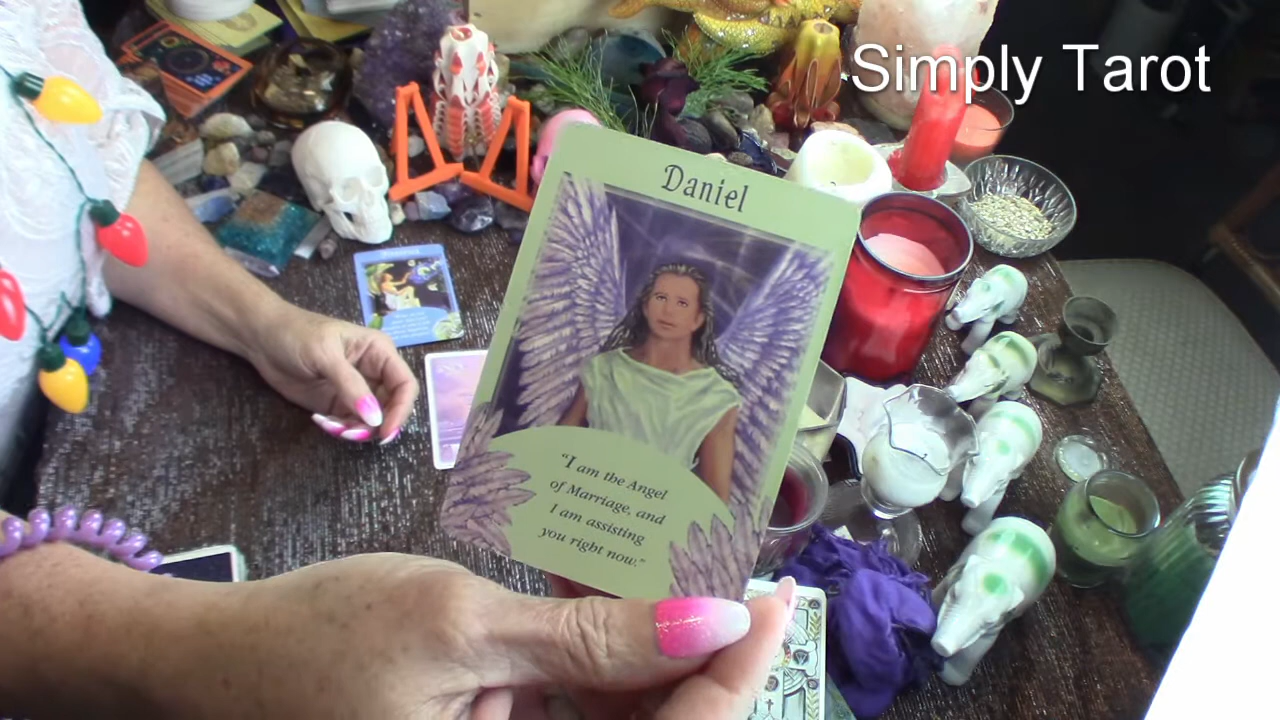 Simply Tarot
Daniel
"I am the Angel
of Marriage, and
I am assisting
you right now."